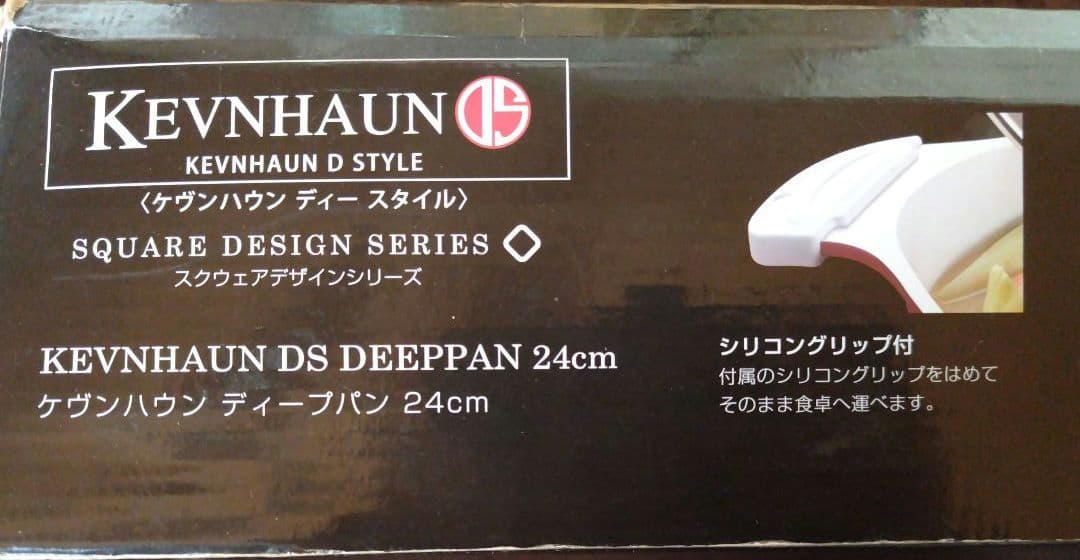 KEVNHAUN DS
KEVNHAUN D STYLE
〈ケヴンハウン ディー スタイル〉
SQUARE DESIGN SERIES
スクウェアデザインシリーズ
KEVNHAUN DS DEEPPAN 24cm
ケヴンハウン ディープパン 24cm
シリコングリップ付
付属のシリコングリップをはめて
そのまま食卓へ運べます。